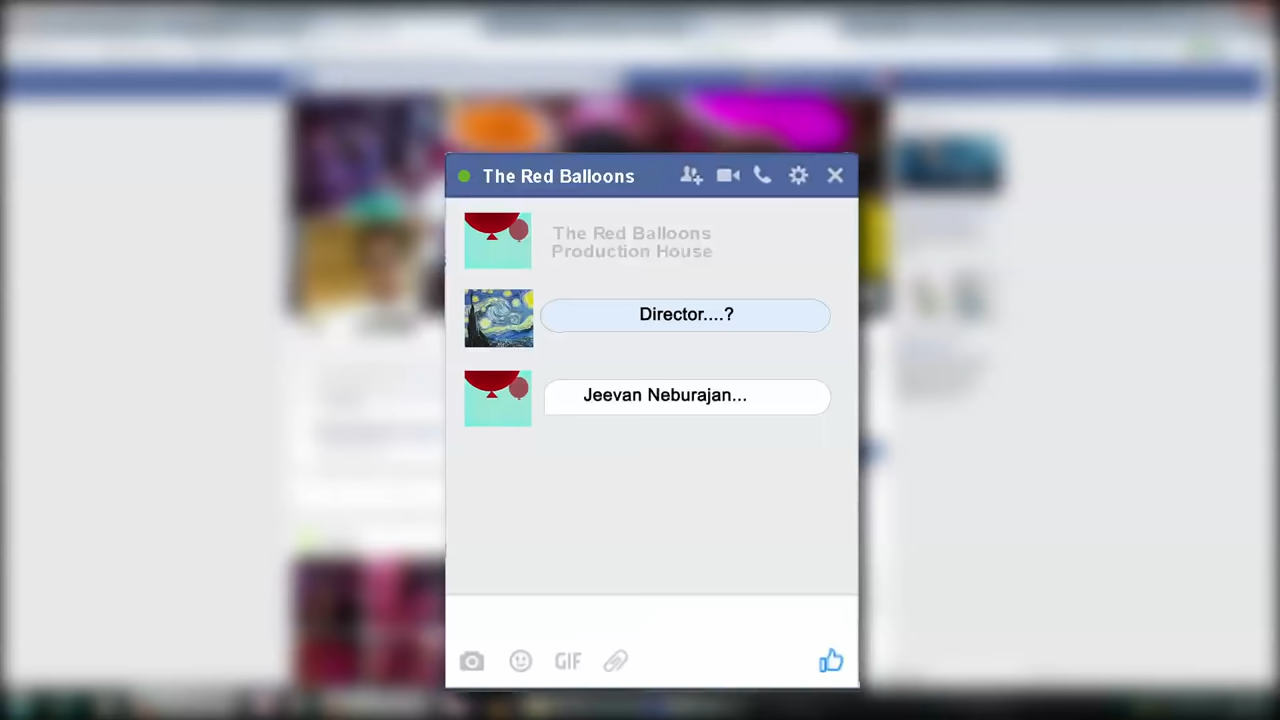 The Red Balloons
The Red Balloons
Production House
Director....?
Jeevan Neburajan...
GIF